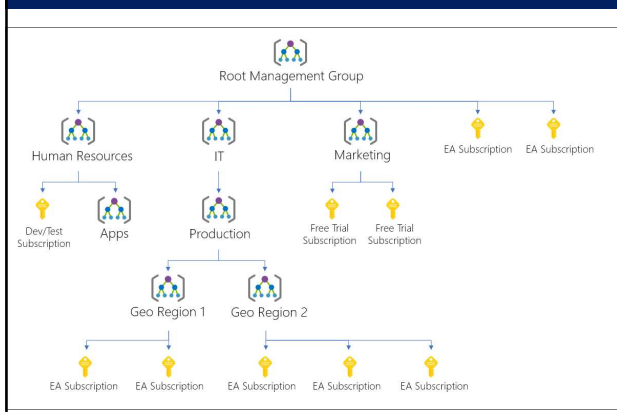 Root Management Group
Human Resources
IT
Marketing
EA Subscription
EA Subscription
Dev/Test
Subscription
Apps
Production
Free Trial
Subscription
Free Trial
Subscription
Geo Region 1
Geo Region 2
EA Subscription
EA Subscription
EA Subscription
EA Subscription
EA Subscription